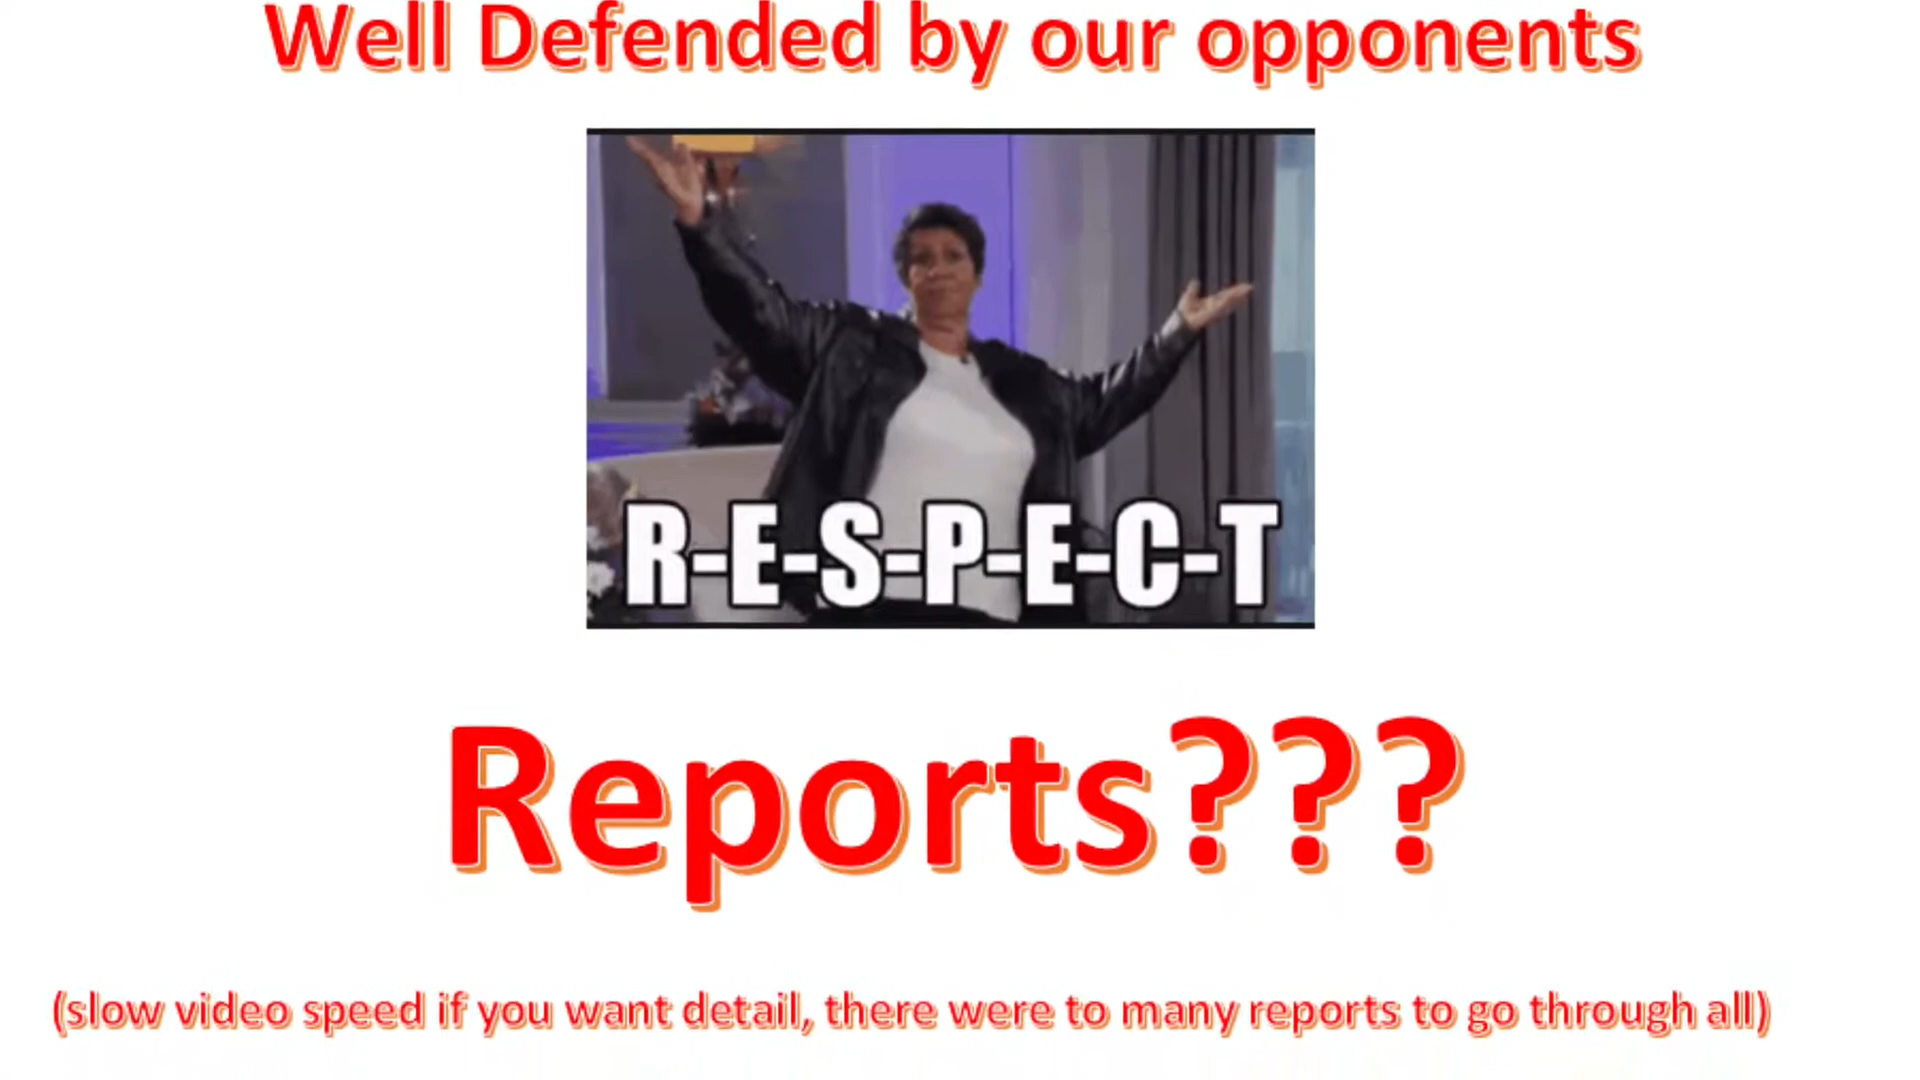 Well Defended by our opponents
R-E-S-P-E-C-T
Reports???
(slow video speed if you want detail, there were to many reports to go through all)